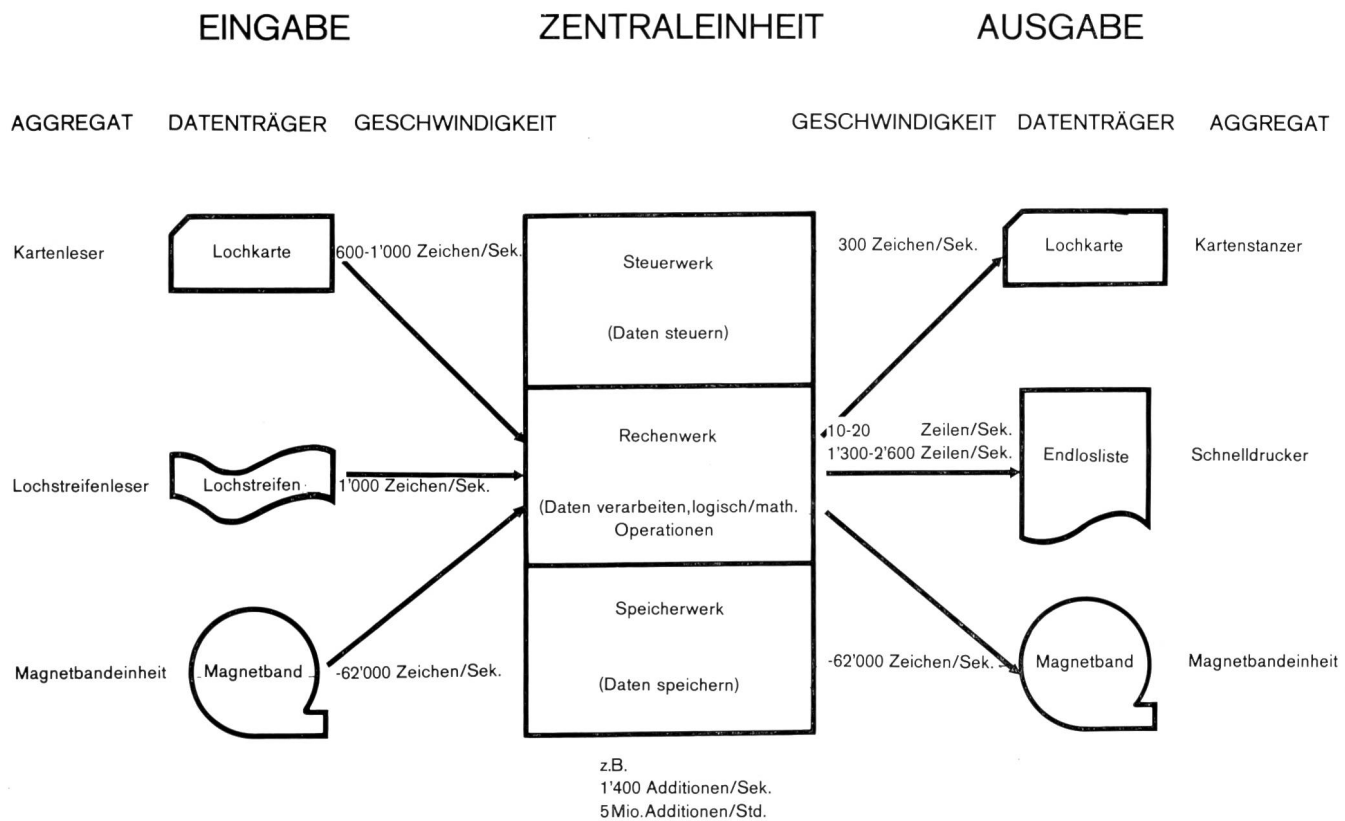 EINGABE ZENTRALEINHEIT AUSGABE
AGGREGAT DATENTRÄGER GESCHWINDIGKEIT GESCHWINDIGKEIT DATENTRÄGER AGGREGAT
Kartenleser
Lochkarte
600-1'000 Zeichen/Sek.
Lochstreifenleser
Lochstreifen
1'000 Zeichen/Sek.
Magnetbandeinheit
Magnetband
-62'000 Zeichen/Sek.
Steuerwerk
(Daten steuern)
Rechenwerk
(Daten verarbeiten,logisch/math.
Operationen
Speicherwerk
(Daten speichern)
z.B.
1'400 Additionen/Sek.
5Mio.Additionen/Std.
300 Zeichen/Sek.
Lochkarte
Kartenstanzer
10-20 Zeilen/Sek.
1'300-2'600 Zeilen/Sek.
Endlosliste
Schnelldrucker
-62'000 Zeichen/Sek.
Magnetband
Magnetbandeinheit